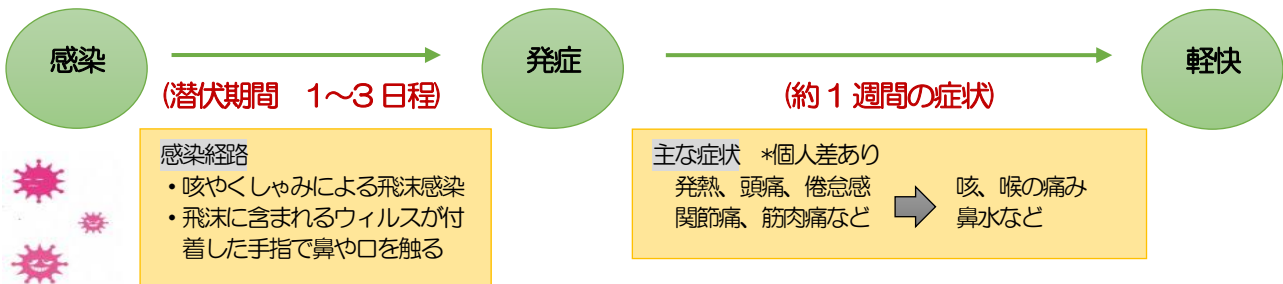 感染
発症
軽快
(潜伏期間　1~3日程)
(約1週間の症状)
感染経路
・咳やくしゃみによる飛沫感染
・飛沫に含まれるウィルスが付
着した手指で鼻や口を触る
主な症状　*個人差あり
発熱、頭痛、倦怠感
関節痛、筋肉痛など
咳、喉の痛み
鼻水など